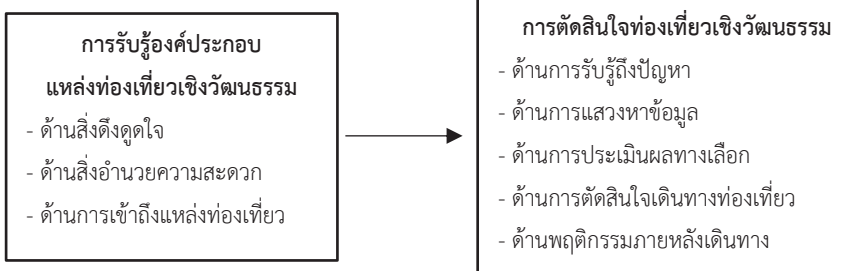 การรับรู้องค์ประกอบ
แหล่งท่องเที่ยวเชิงวัฒนธรรม
- ด้านสิ่งดึงดูดใจ
- ด้านสิ่งอำนวยความสะดวก
- ด้านการเข้าถึงแหล่งท่องเที่ยว
การตัดสินใจท่องเที่ยวเชิงวัฒนธรรม
- ด้านการรับรู้ถึงปัญหา
- ด้านการแสวงหาข้อมูล
- ด้านการประเมินผลทางเลือก
- ด้านการตัดสินใจเดินทางท่องเที่ยว
- ด้านพฤติกรรมภายหลังเดินทาง